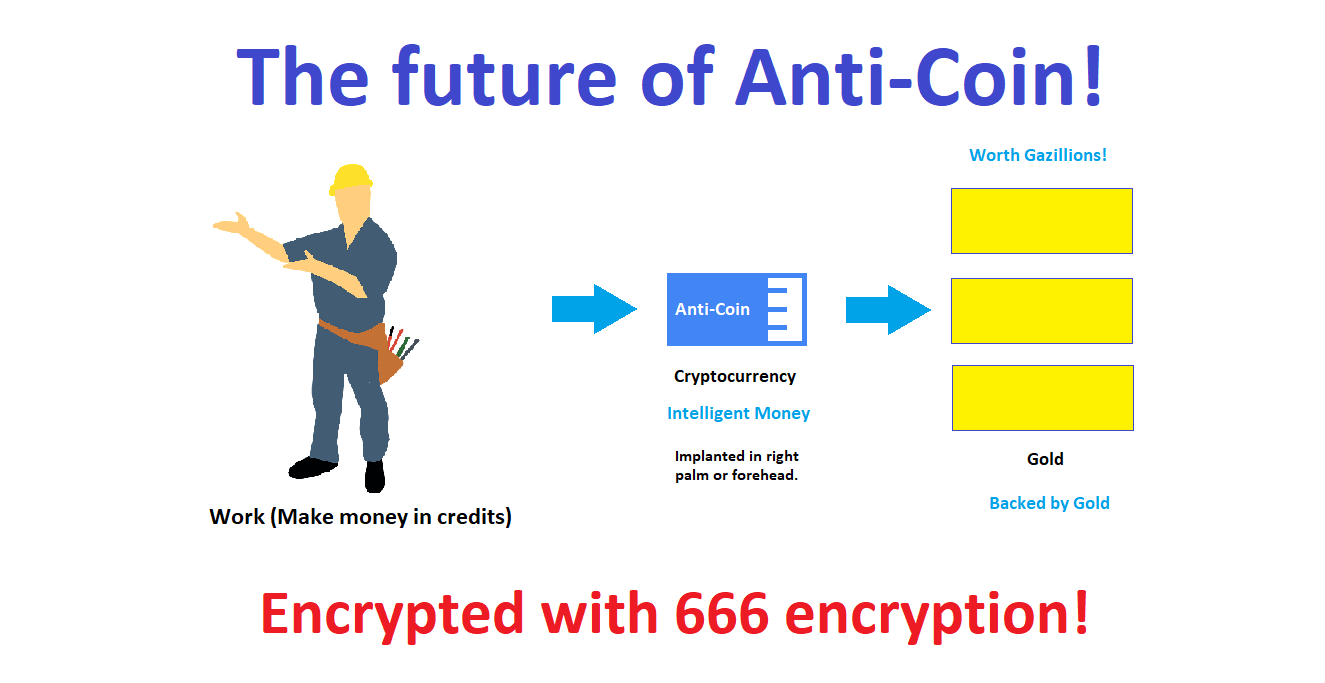 The future of Anti-Coin!
Worth Gazillions!
Anti-Coin
Cryptocurrency
Intelligent Money
Implanted in right
palm or forehead.
Gold
Backed by Gold
Work (Make money in credits)
Encrypted with 666 encryption!